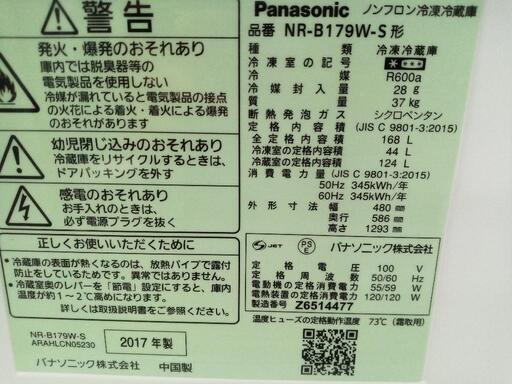 警告
発火・爆発のおそれあり
庫内では脱臭器等の
電気製品を使用しない
冷媒が漏れていると電気製品の接点
の火花による着火・着火による爆発
のおそれがあります
幼児閉じ込みのおそれあり
冷蔵庫をリサイクルするときは、
ドアパッキングを外す
感電のおそれあり
お手入れのときは、
必ず電源プラグを抜く
正しくお使いいただくために
・冷蔵庫の表面が熱くなるのは、放熱パイプで露付
防止をしているためです。異常ではありません。
・冷蔵室奥のレバーを「節電」設定にすると、庫内
温度が約1～2℃高めになります。
詳しくは取扱説明書をご参照ください。
NR-B179W-S
ARAHLCN05230
2017年製
パナソニック株式会社 中国製
Panasonic ノンフロン冷凍冷蔵庫
品番 NR-B179W-S形
種類 冷凍冷蔵庫
冷凍室の記号
冷媒 R600a
冷媒封入量 28g
質量 37kg
断熱発泡ガス シクロペンタン
定格内容積 (JIS C 9801-3:2015)
全定格内容積 168 L
冷凍室の定格内容積 44 L
冷蔵室の定格内容積 124 L
消費電力量 (JIS C 9801-3:2015)
50Hz 345kWh/年
60Hz 345kWh/年
外形寸法 幅 480 mm
奥行 586 mm
高さ 1293 mm
JET PSE パナソニック株式会社
定格電圧 100 V
定格周波数 50/60 Hz
電動機の定格消費電力 55/59 W
電熱装置の定格消費電力 120/120 W
製造番号 Z6514477
温度ヒューズの定格動作温度 73℃(霜取用)